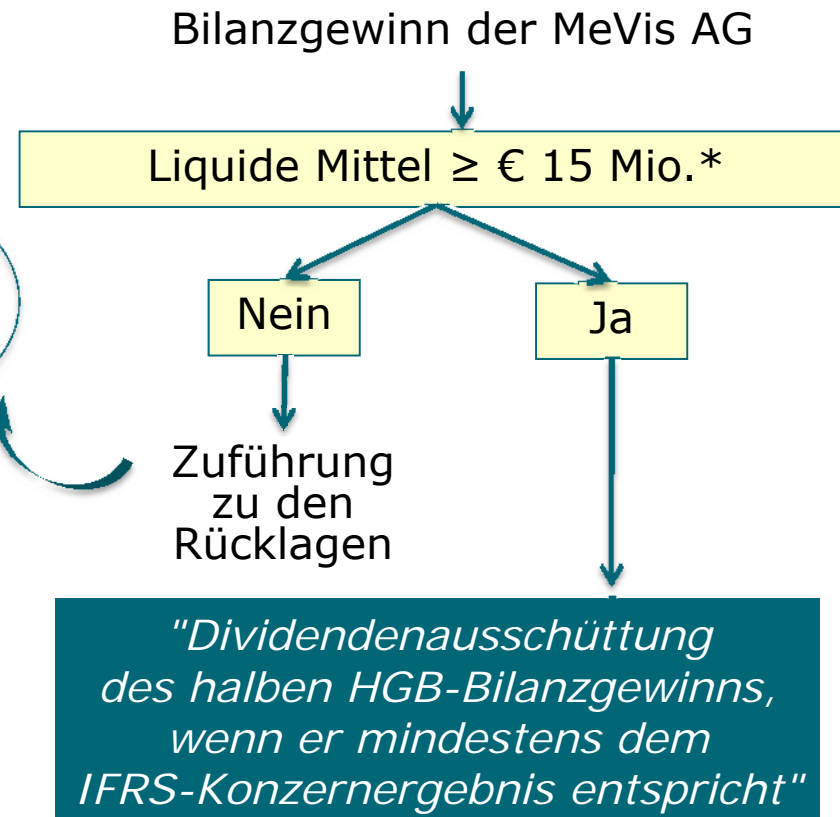 Bilanzgewinn der MeVis AG
Liquide Mittel ≥ € 15 Mio.*
Nein
Ja
Zuführung
zu den
Rücklagen
"Dividendenausschüttung
des halben HGB-Bilanzgewinns,
wenn er mindestens dem
IFRS-Konzernergebnis entspricht"